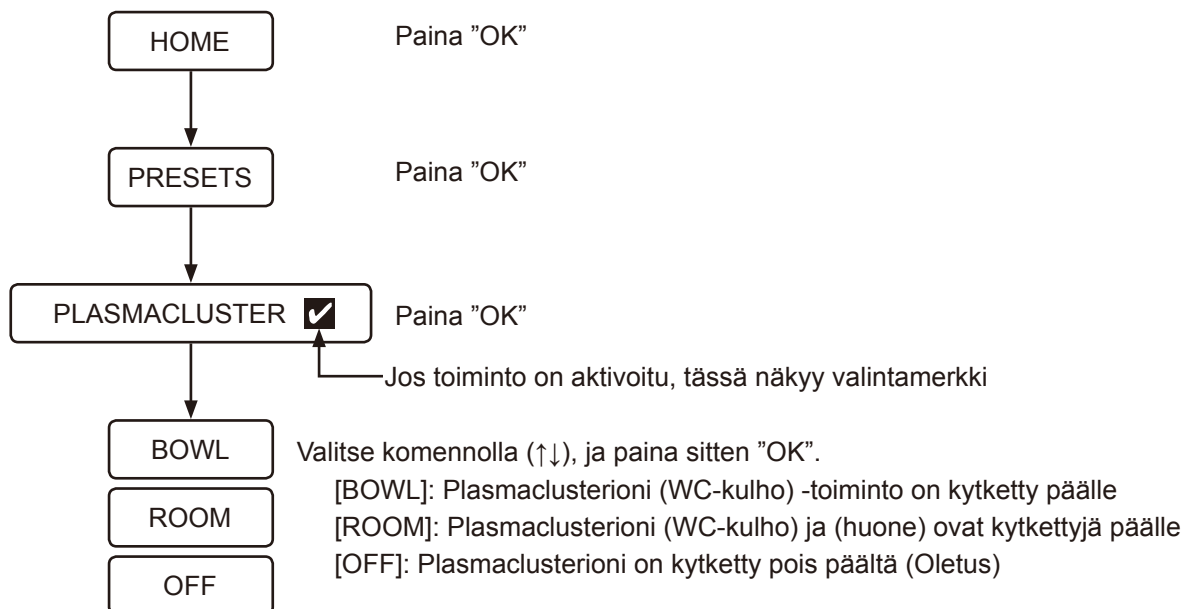 HOME Paina ”OK”
PRESETS Paina ”OK”
PLASMACLUSTER ✔ Paina ”OK”
Jos toiminto on aktivoitu, tässä näkyy valintamerkki
BOWL Valitse komennolla (↑↓), ja paina sitten ”OK”.
[BOWL]: Plasmaclusterioni (WC-kulho) -toiminto on kytketty päälle
ROOM [ROOM]: Plasmaclusterioni (WC-kulho) ja (huone) ovat kytkettyjä päälle
[OFF]: Plasmaclusterioni on kytketty pois päältä (Oletus)
OFF